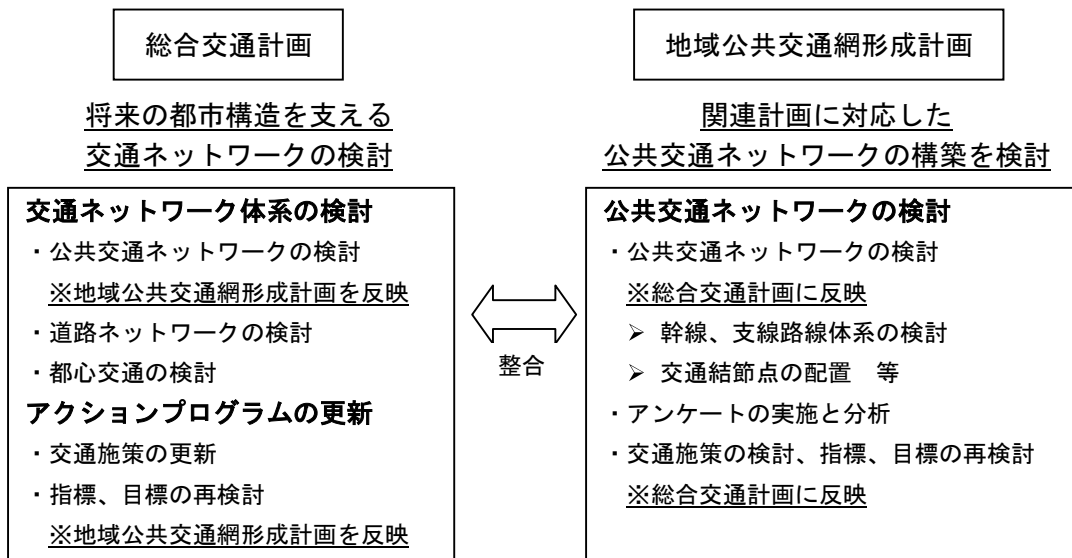 総合交通計画
将来の都市構造を支える
交通ネットワークの検討
交通ネットワーク体系の検討
・公共交通ネットワークの検討
※地域公共交通網形成計画を反映
・道路ネットワークの検討
・都心交通の検討
アクションプログラムの更新
・交通施策の更新
・指標、目標の再検討
※地域公共交通網形成計画を反映
整合
地域公共交通網形成計画
関連計画に対応した
公共交通ネットワークの構築を検討
公共交通ネットワークの検討
・公共交通ネットワークの検討
※総合交通計画に反映
➢ 幹線、支線路線体系の検討
➢ 交通結節点の配置　等
・アンケートの実施と分析
・交通施策の検討、指標、目標の再検討
※総合交通計画に反映